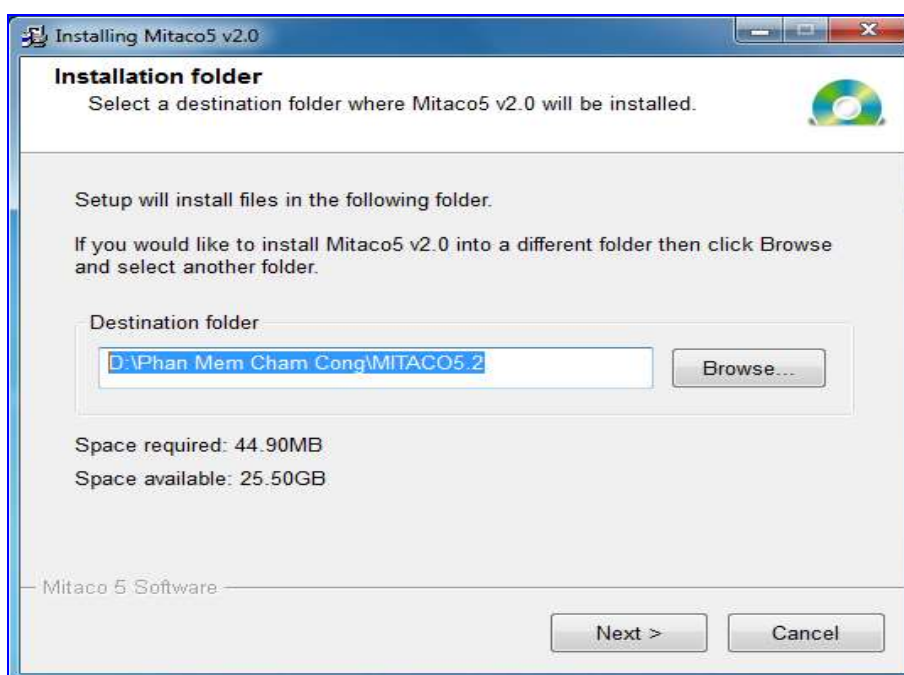 Installing Mitaco5 v2.0
Installation folder
Select a destination folder where Mitaco5 v2.0 will be installed.
Setup will install files in the following folder.
If you would like to install Mitaco5 v2.0 into a different folder then click Browse
and select another folder.
Destination folder
D:\Phan Mem Cham Cong\MITACO5.2
Browse...
Space required: 44.90MB
Space available: 25.50GB
Mitaco 5 Software
Next >
Cancel